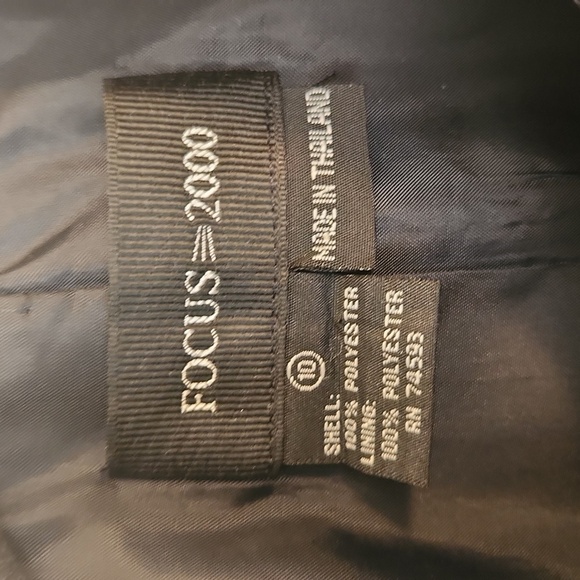 FOCUS 2000
MADE IN THAILAND
10
SHELL:
100% POLYESTER
LINING:
100% POLYESTER
RN 74593